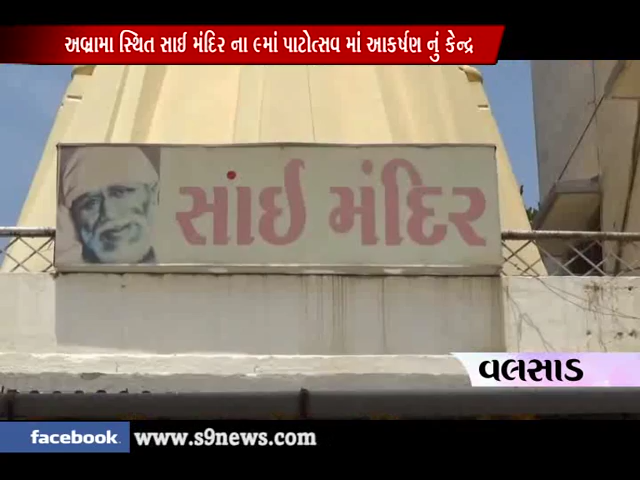 અબ્રામા સ્થિત સાઈ મંદિર ના ૯માં પાટોત્સવ માં આકર્ષણ નું કેન્દ્ર
સાંઈ મંદિર
વલસાડ
facebook. www.s9news.com